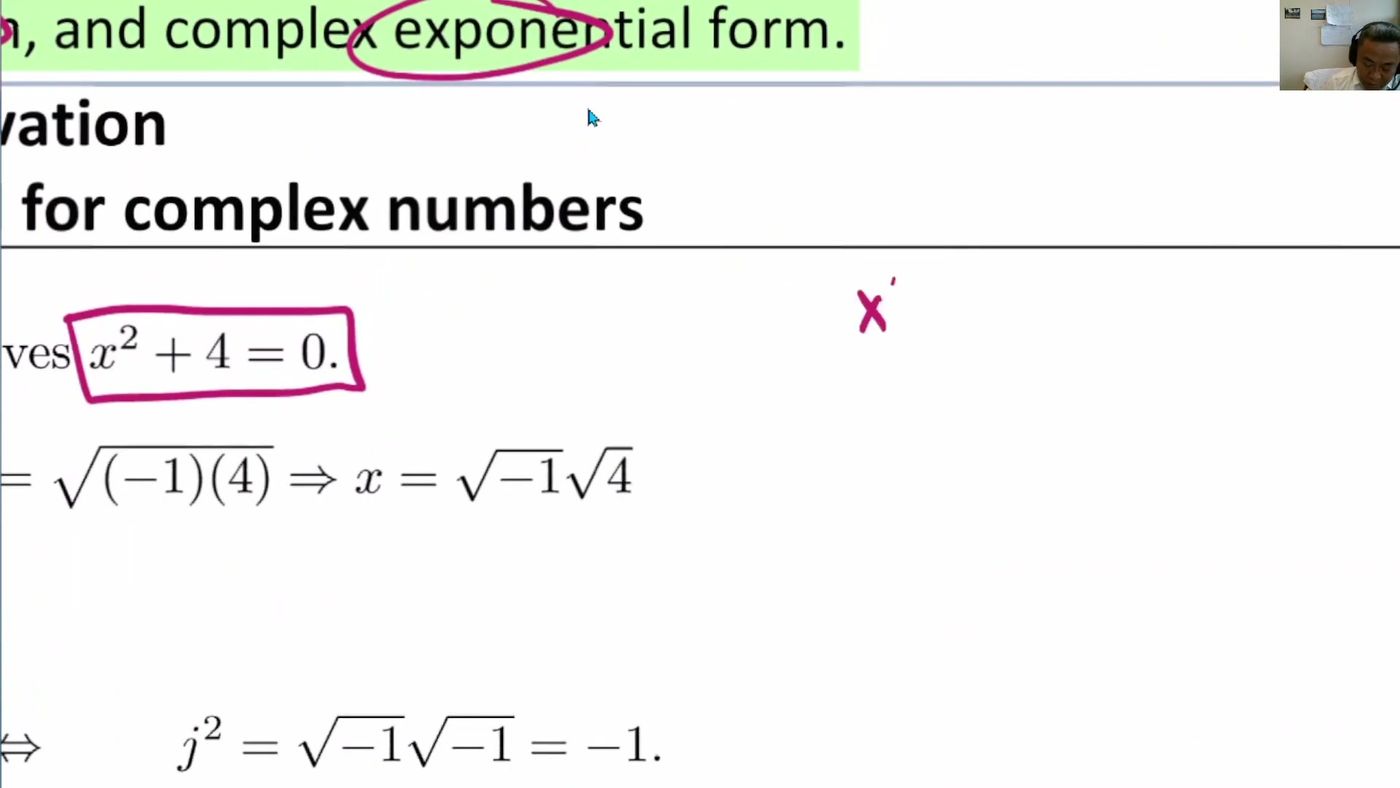 , and complex exponential form.
vation
for complex numbers
x'
ves x² + 4 = 0.
= √(−1)(4) ⇒ x = √−1√4
⇔ j² = √−1√−1 = −1.